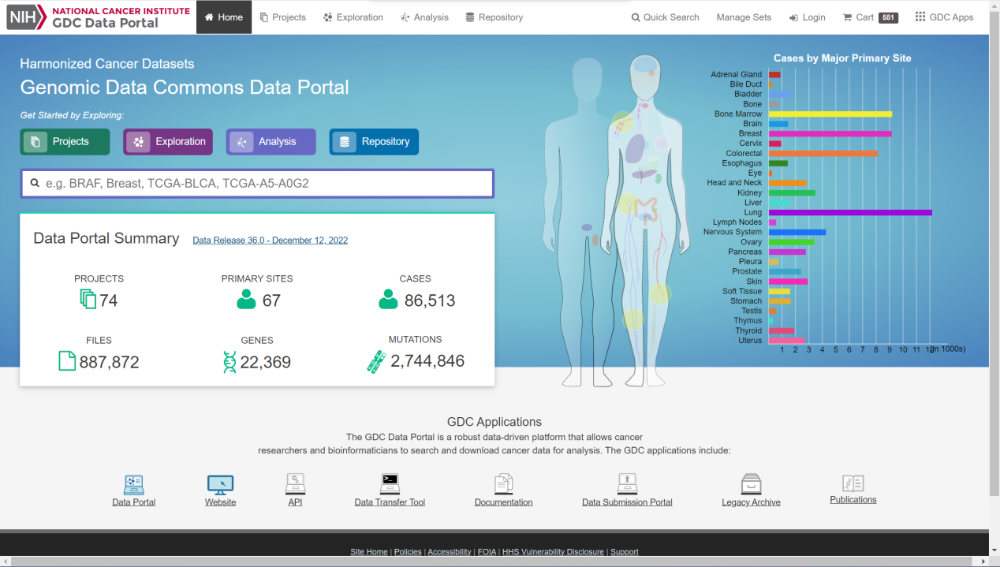 NIH NATIONAL CANCER INSTITUTE
GDC Data Portal
Home
Projects
Exploration
Analysis
Repository
Quick Search
Manage Sets
Login
Cart 551
GDC Apps
Harmonized Cancer Datasets
Genomic Data Commons Data Portal
Get Started by Exploring:
Projects
Exploration
Analysis
Repository
e.g. BRAF, Breast, TCGA-BLCA, TCGA-A5-A0G2
Data Portal Summary
Data Release 36.0 - December 12, 2022
PROJECTS
74
PRIMARY SITES
67
CASES
86,513
FILES
887,872
GENES
22,369
MUTATIONS
2,744,846
Cases by Major Primary Site
Adrenal Gland
Bile Duct
Bladder
Bone
Bone Marrow
Brain
Breast
Cervix
Colorectal
Esophagus
Eye
Head and Neck
Kidney
Liver
Lung
Lymph Nodes
Nervous System
Ovary
Pancreas
Pleura
Prostate
Skin
Soft Tissue
Stomach
Testis
Thymus
Thyroid
Uterus
1 2 3 4 5 6 7 8 9 10 11 12 (in 1000s)
GDC Applications
The GDC Data Portal is a robust data-driven platform that allows cancer
researchers and bioinformaticians to search and download cancer data for analysis. The GDC applications include:
Data Portal
Website
API
Data Transfer Tool
Documentation
Data Submission Portal
Legacy Archive
Publications
Site Home | Policies | Accessibility | FOIA | HHS Vulnerability Disclosure | Support